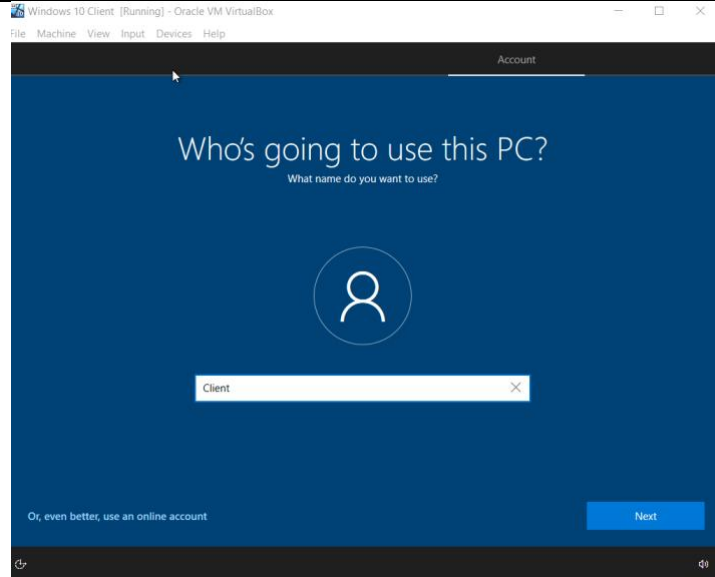 Windows 10 Client [Running] - Oracle VM VirtualBox
File Machine View Input Devices Help
Account
Who's going to use this PC?
What name do you want to use?
Client
Or, even better, use an online account
Next